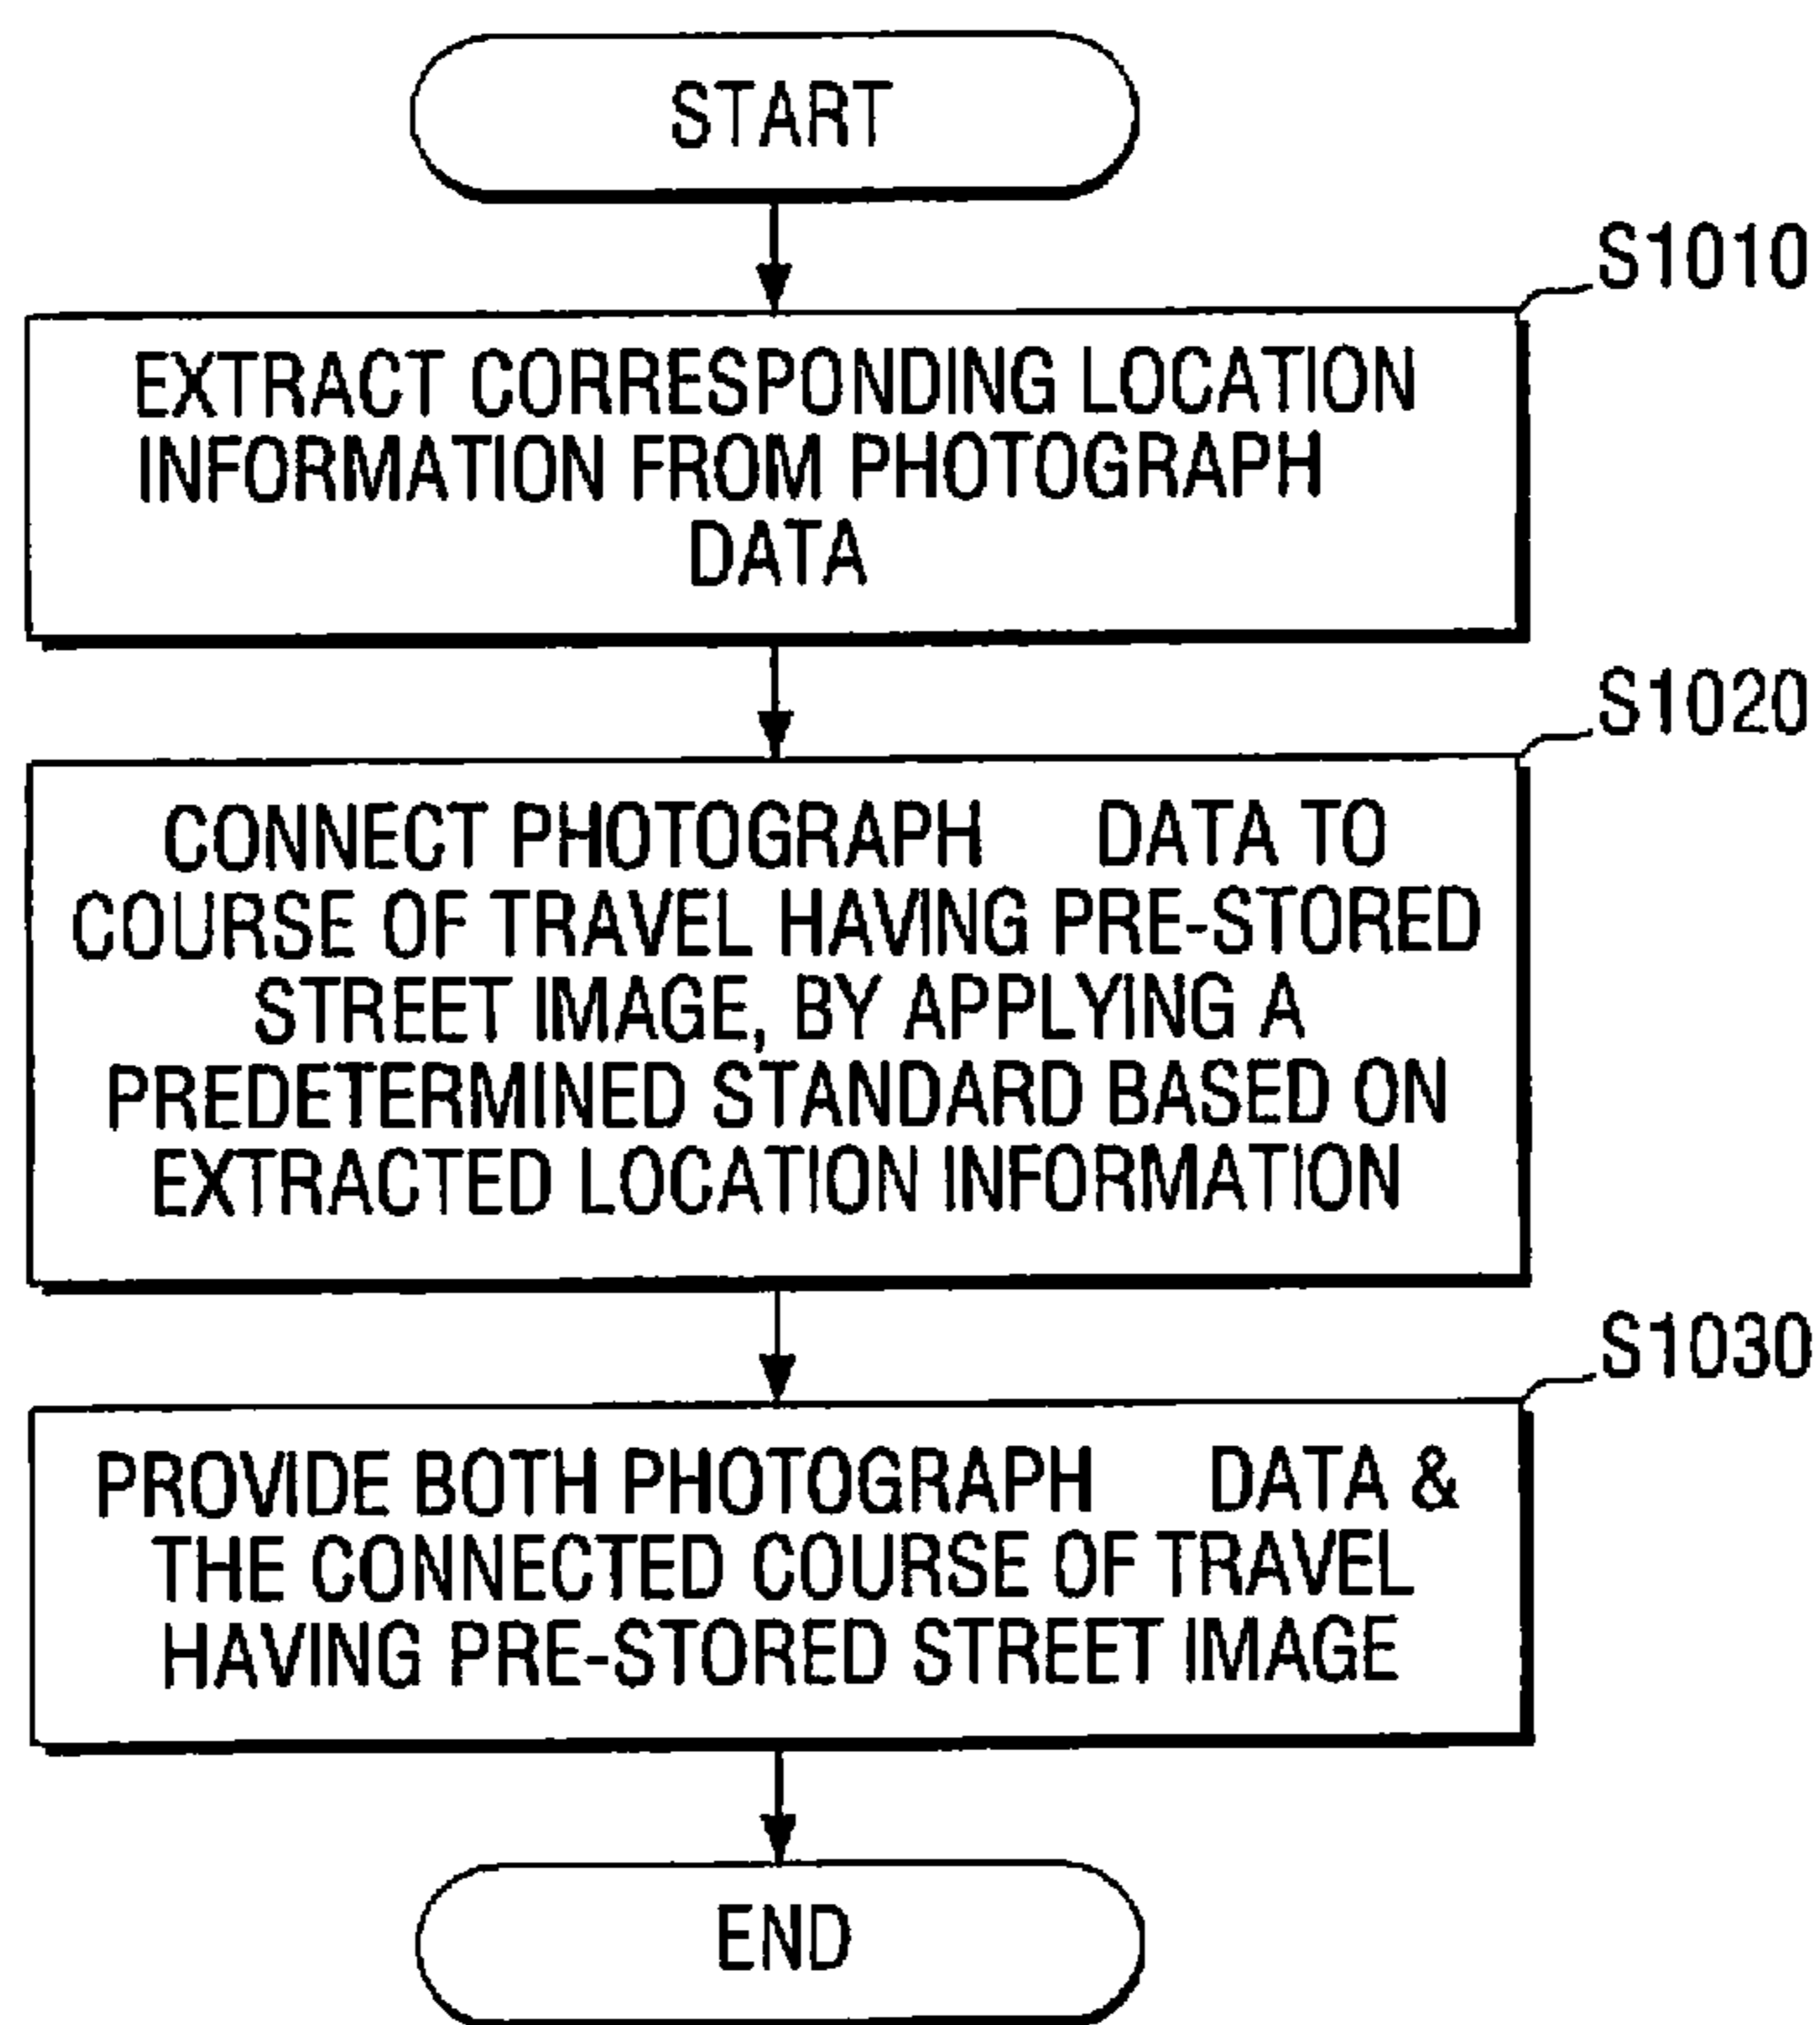 START
S1010
EXTRACT CORRESPONDING LOCATION
INFORMATION FROM PHOTOGRAPH
DATA
S1020
CONNECT PHOTOGRAPH DATA TO
COURSE OF TRAVEL HAVING PRE-STORED
STREET IMAGE, BY APPLYING A
PREDETERMINED STANDARD BASED ON
EXTRACTED LOCATION INFORMATION
S1030
PROVIDE BOTH PHOTOGRAPH DATA &
THE CONNECTED COURSE OF TRAVEL
HAVING PRE-STORED STREET IMAGE
END